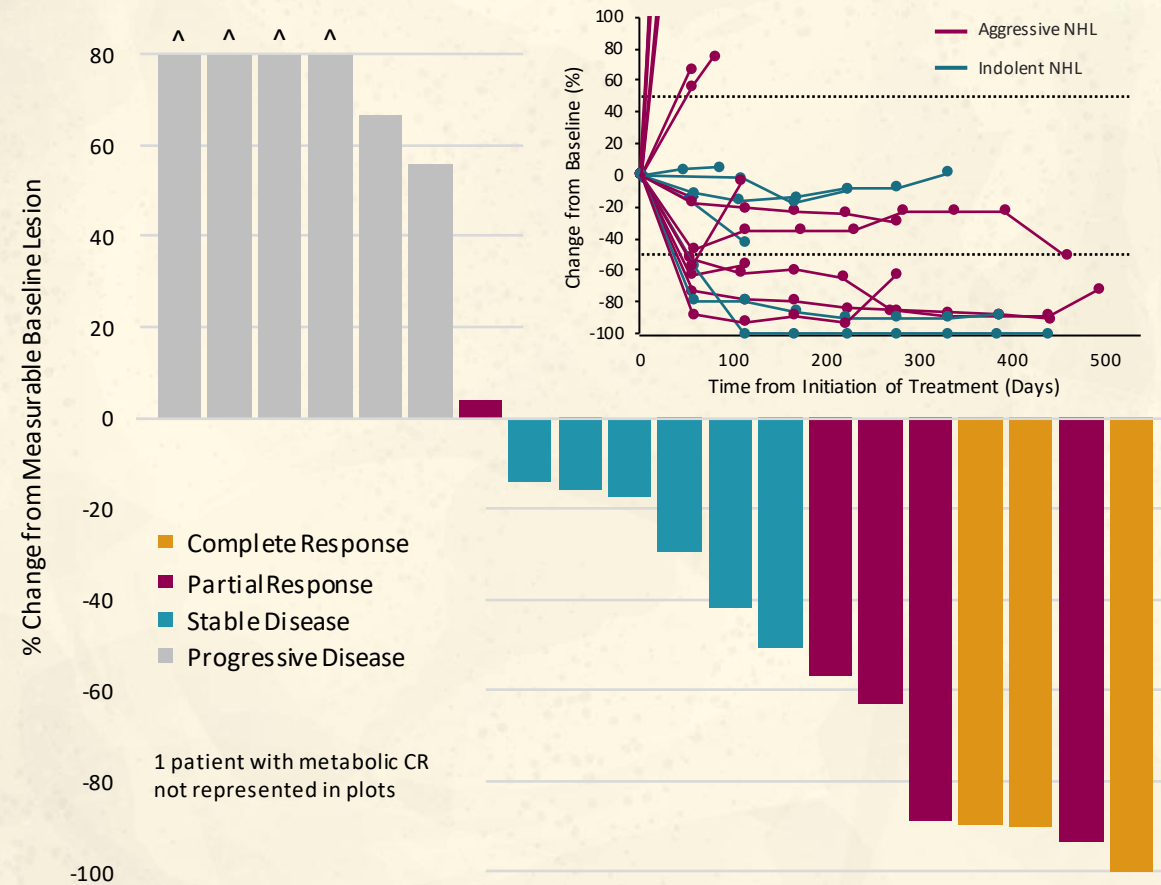 ^ ^ ^ ^
% Change from Measurable Baseline Lesion
80
60
40
20
0
-20
-40
-60
-80
-100
Complete Response
Partial Response
Stable Disease
Progressive Disease
1 patient with metabolic CR
not represented in plots
Change from Baseline (%)
100
80
60
40
20
0
-20
-40
-60
-80
-100
Aggressive NHL
Indolent NHL
0 100 200 300 400 500
Time from Initiation of Treatment (Days)